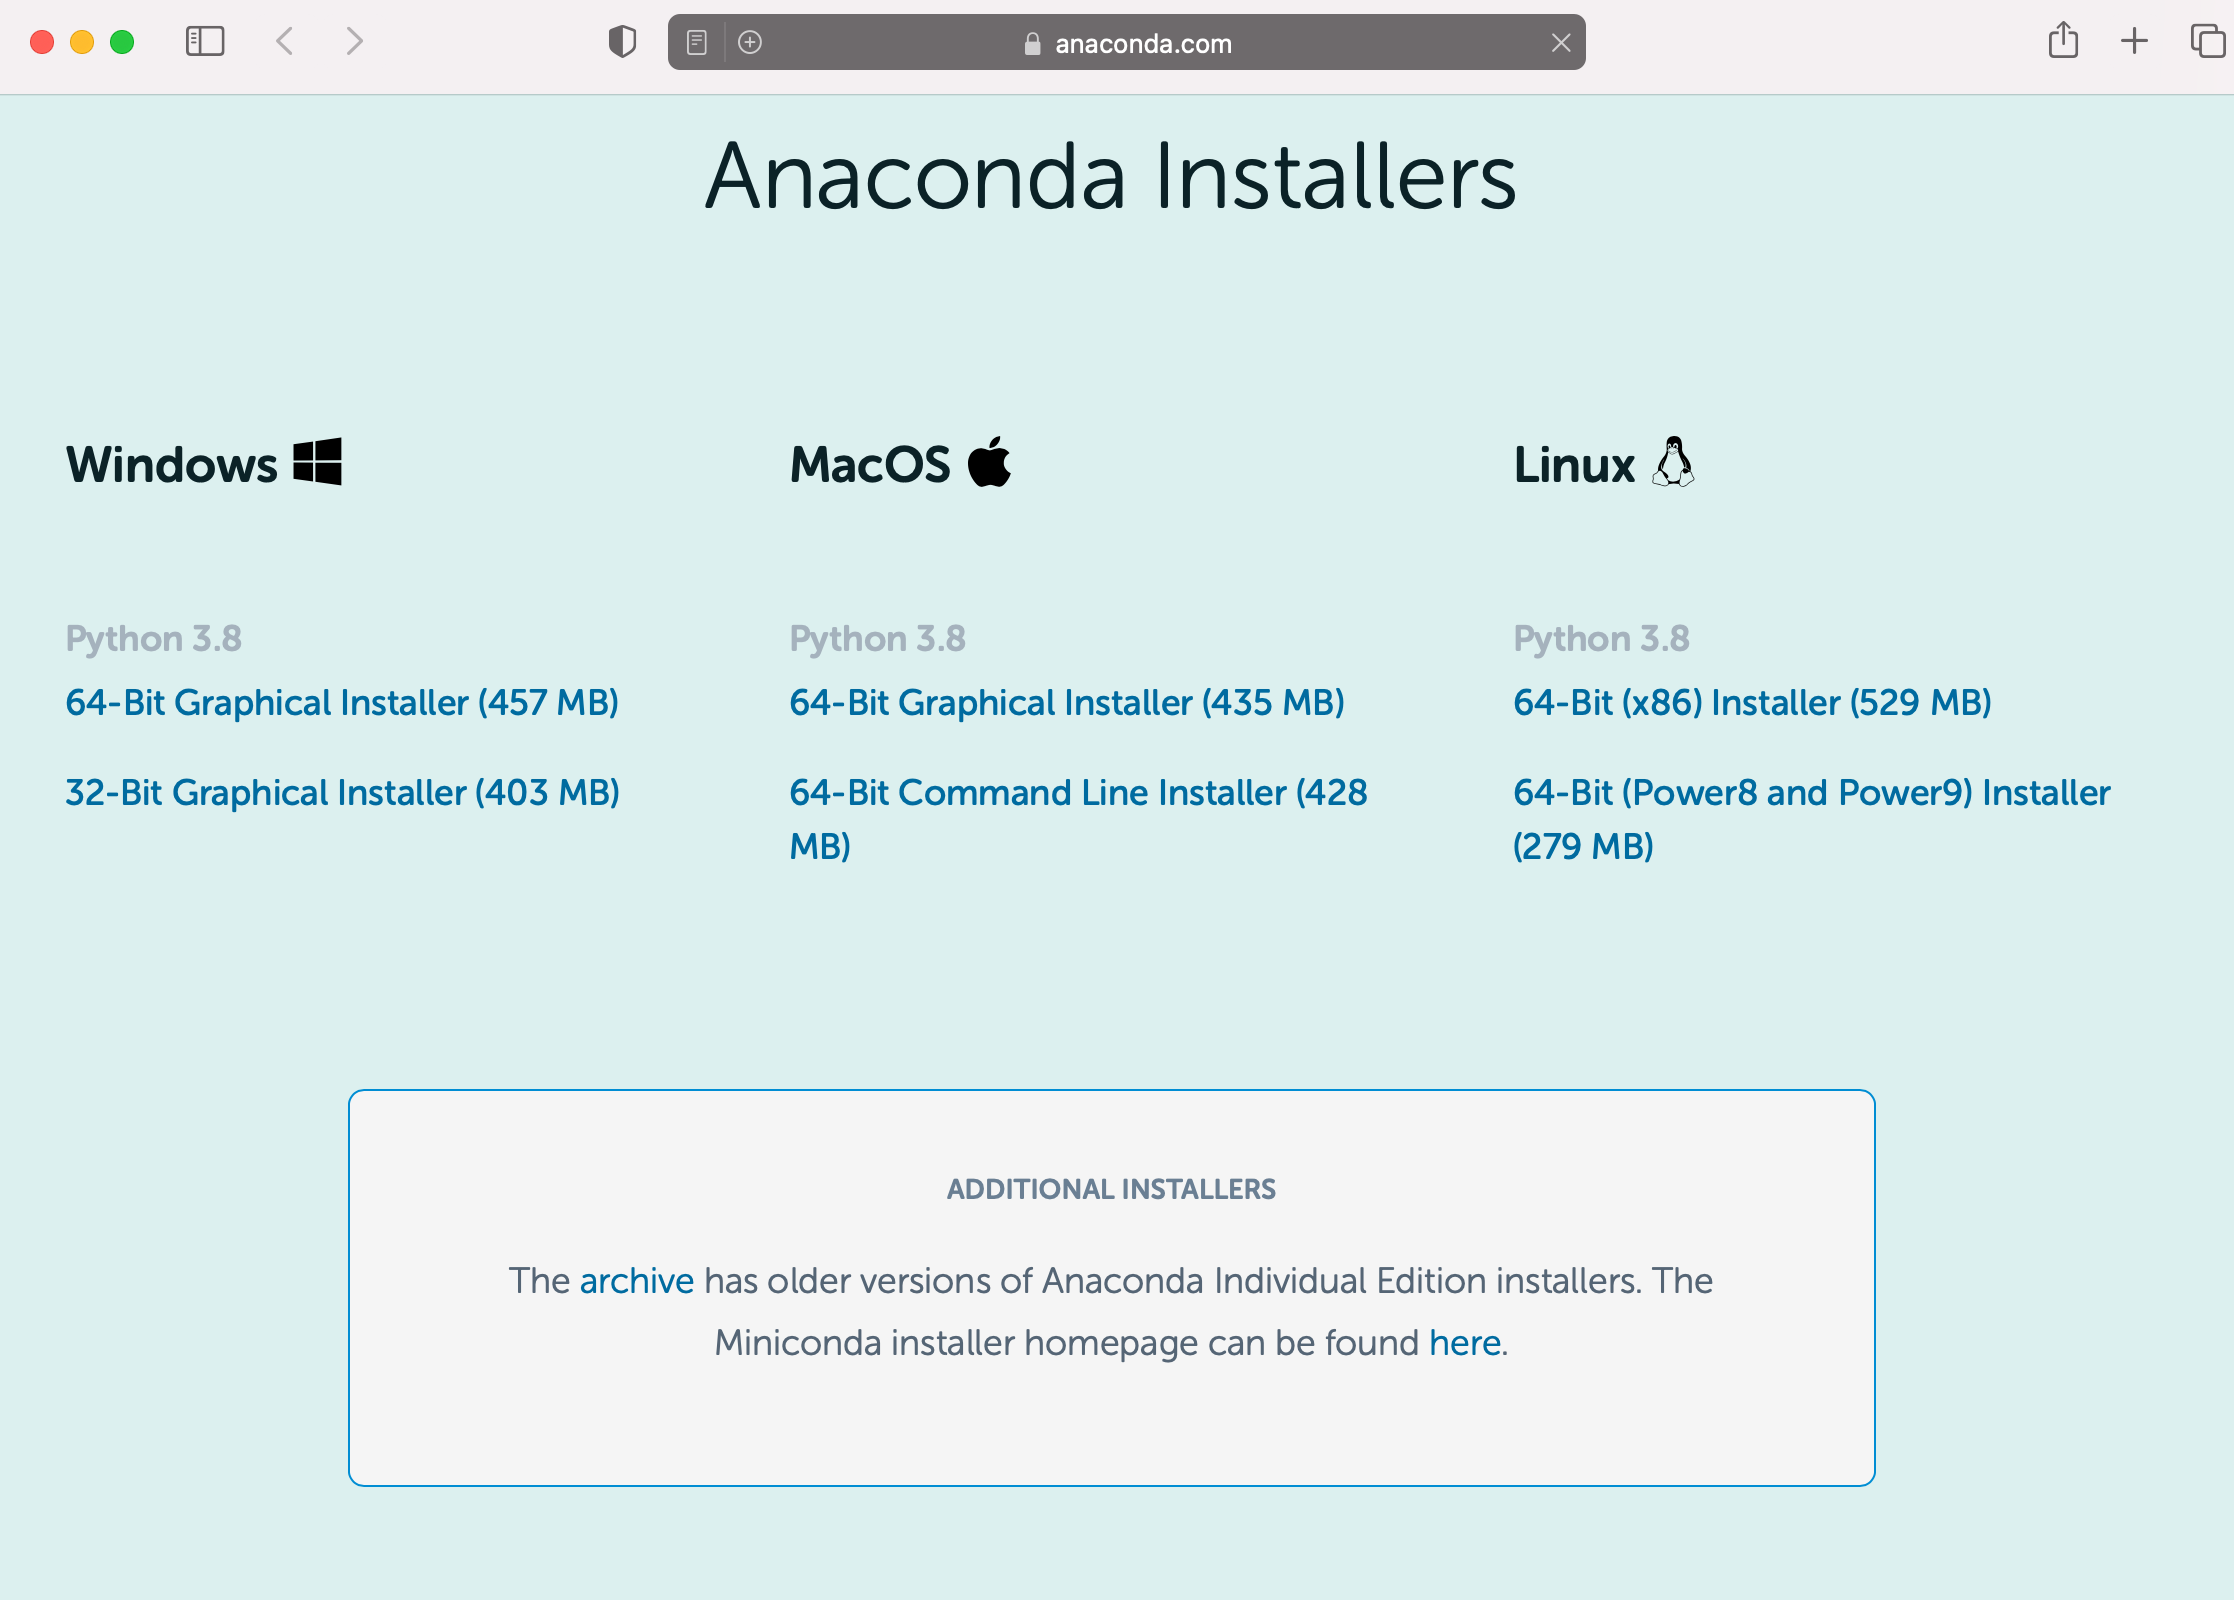 anaconda.com
Anaconda Installers
Windows
MacOS
Linux
Python 3.8
64-Bit Graphical Installer (457 MB)
32-Bit Graphical Installer (403 MB)
Python 3.8
64-Bit Graphical Installer (435 MB)
64-Bit Command Line Installer (428
MB)
Python 3.8
64-Bit (x86) Installer (529 MB)
64-Bit (Power8 and Power9) Installer
(279 MB)
ADDITIONAL INSTALLERS
The archive has older versions of Anaconda Individual Edition installers. The
Miniconda installer homepage can be found here.